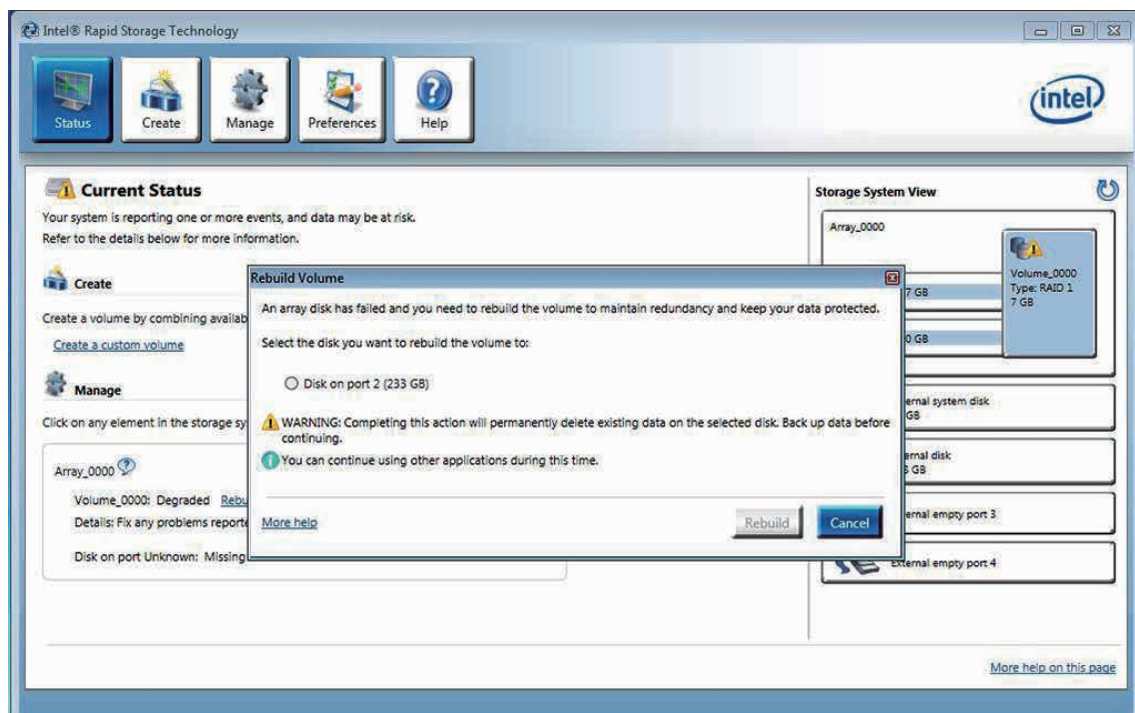 Intel® Rapid Storage Technology
Status
Create
Manage
Preferences
Help
intel
Current Status
Your system is reporting one or more events, and data may be at risk.
Refer to the details below for more information.
Create
Create a volume by combining availab
Create a custom volume
Manage
Click on any element in the storage sy
Array_0000
Volume_0000: Degraded Rebu
Details: Fix any problems reporte
Disk on port Unknown: Missing
Rebuild Volume
An array disk has failed and you need to rebuild the volume to maintain redundancy and keep your data protected.
Select the disk you want to rebuild the volume to:
Disk on port 2 (233 GB)
WARNING: Completing this action will permanently delete existing data on the selected disk. Back up data before
continuing.
You can continue using other applications during this time.
More help
Rebuild
Cancel
Storage System View
Array_0000
Volume_0000
Type: RAID 1
7 GB
7 GB
0 GB
ernal system disk
GB
ernal disk
GB
ernal empty port 3
External empty port 4
More help on this page